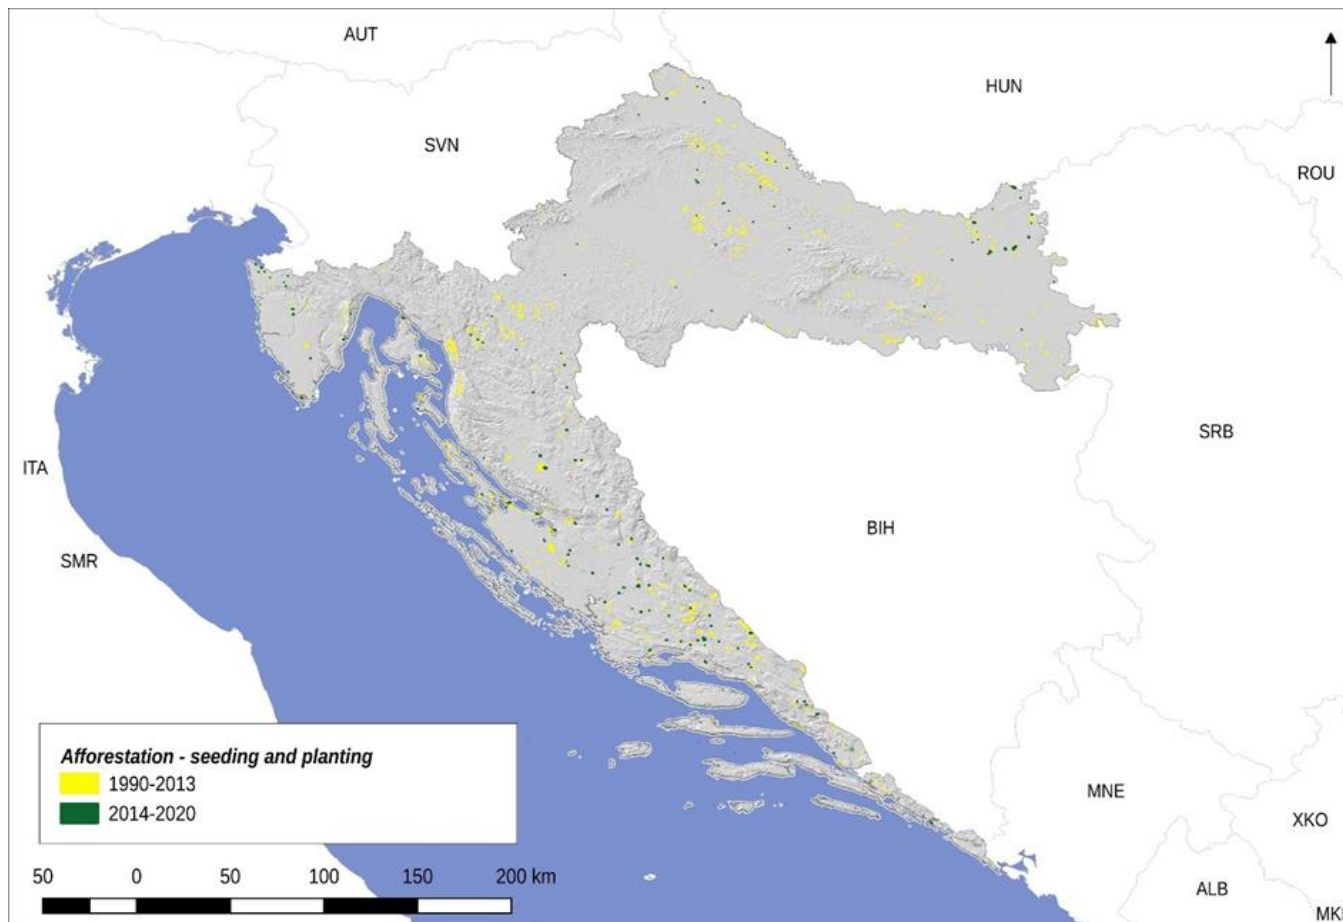 AUT
HUN
SVN
ROU
SRB
ITA
BIH
SMR
Afforestation - seeding and planting
1990-2013
2014-2020
MNE
XKO
ALB
MK
50 0 50 100 150 200 km